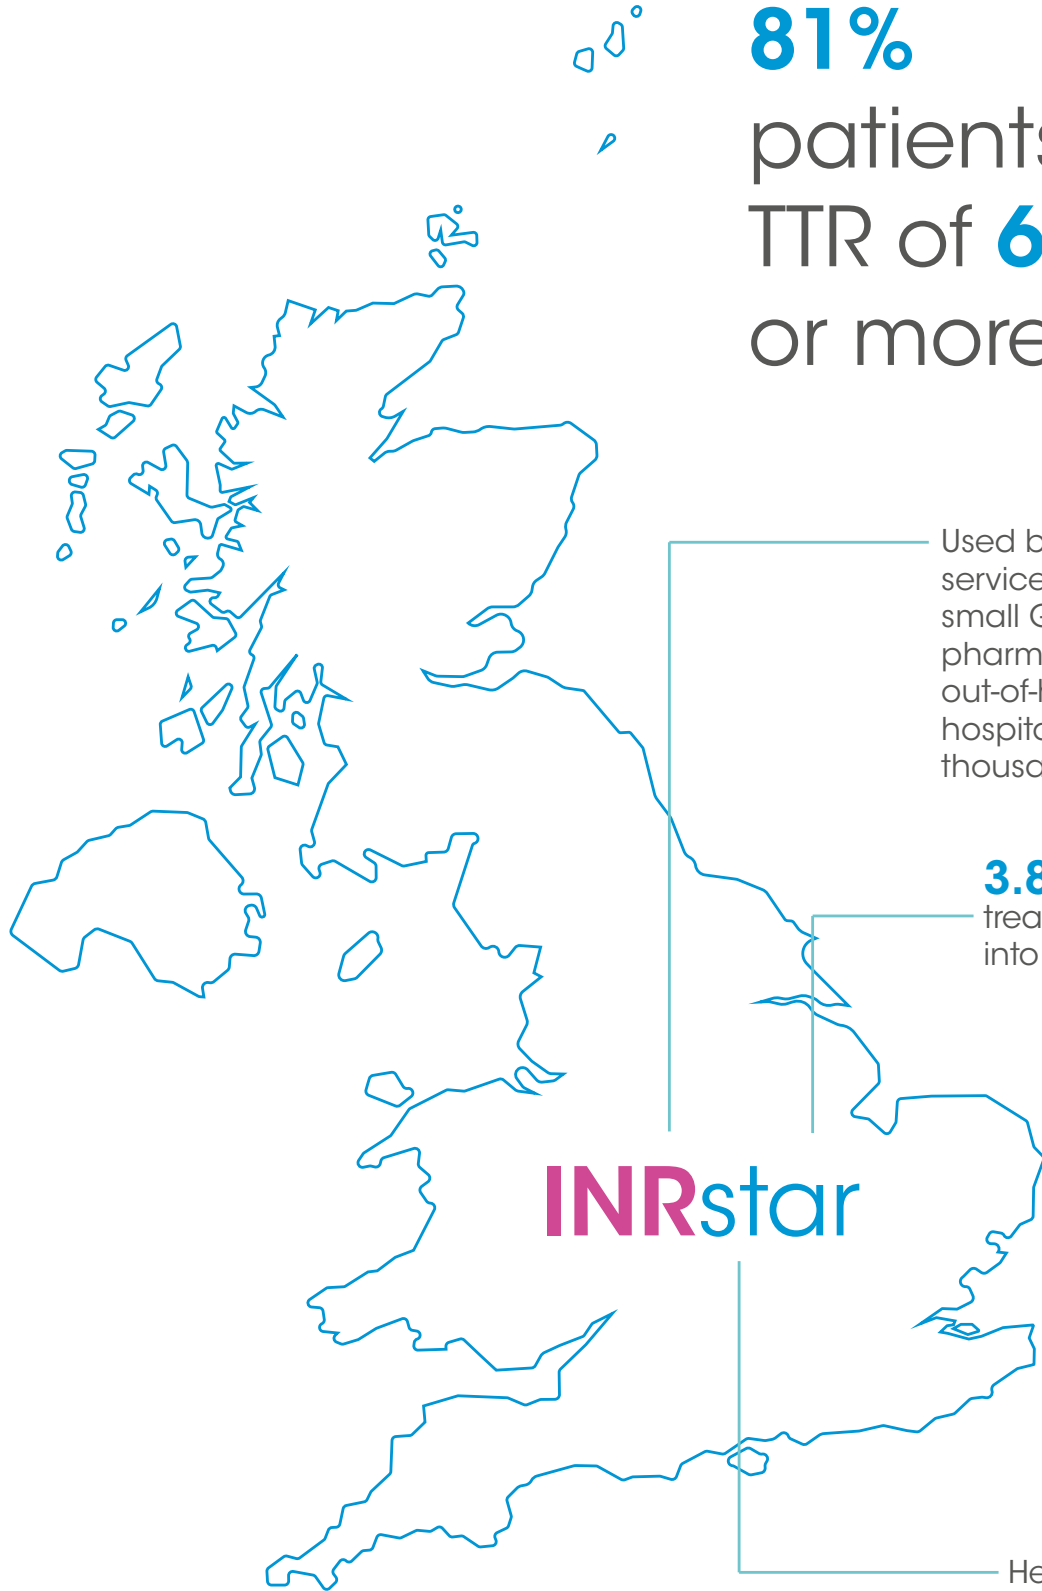 81%
patients
TTR of 6
or more
Used b
service
small G
pharm
out-of-h
hospita
thousa
3.8
trea
into
INRstar
He